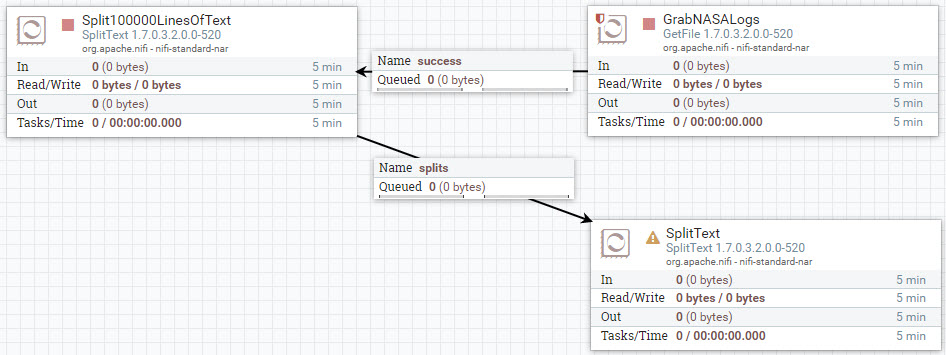 Split100000LinesOfText
SplitText 1.7.0.3.2.0.0-520
org.apache.nifi - nifi-standard-nar
In 0 (0 bytes) 5 min
Read/Write 0 bytes / 0 bytes 5 min
Out 0 (0 bytes) 5 min
Tasks/Time 0 / 00:00:00.000 5 min
Name success
Queued 0 (0 bytes)
GrabNASALogs
GetFile 1.7.0.3.2.0.0-520
org.apache.nifi - nifi-standard-nar
In 0 (0 bytes) 5 min
Read/Write 0 bytes / 0 bytes 5 min
Out 0 (0 bytes) 5 min
Tasks/Time 0 / 00:00:00.000 5 min
Name splits
Queued 0 (0 bytes)
SplitText
SplitText 1.7.0.3.2.0.0-520
org.apache.nifi - nifi-standard-nar
In 0 (0 bytes) 5 min
Read/Write 0 bytes / 0 bytes 5 min
Out 0 (0 bytes) 5 min
Tasks/Time 0 / 00:00:00.000 5 min